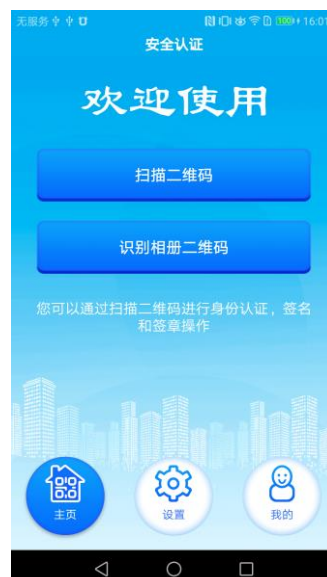 无服务 100 16:01
安全认证
欢迎使用
扫描二维码
识别相册二维码
您可以通过扫描二维码进行身份认证，签名
和签章操作
主页
设置
我的